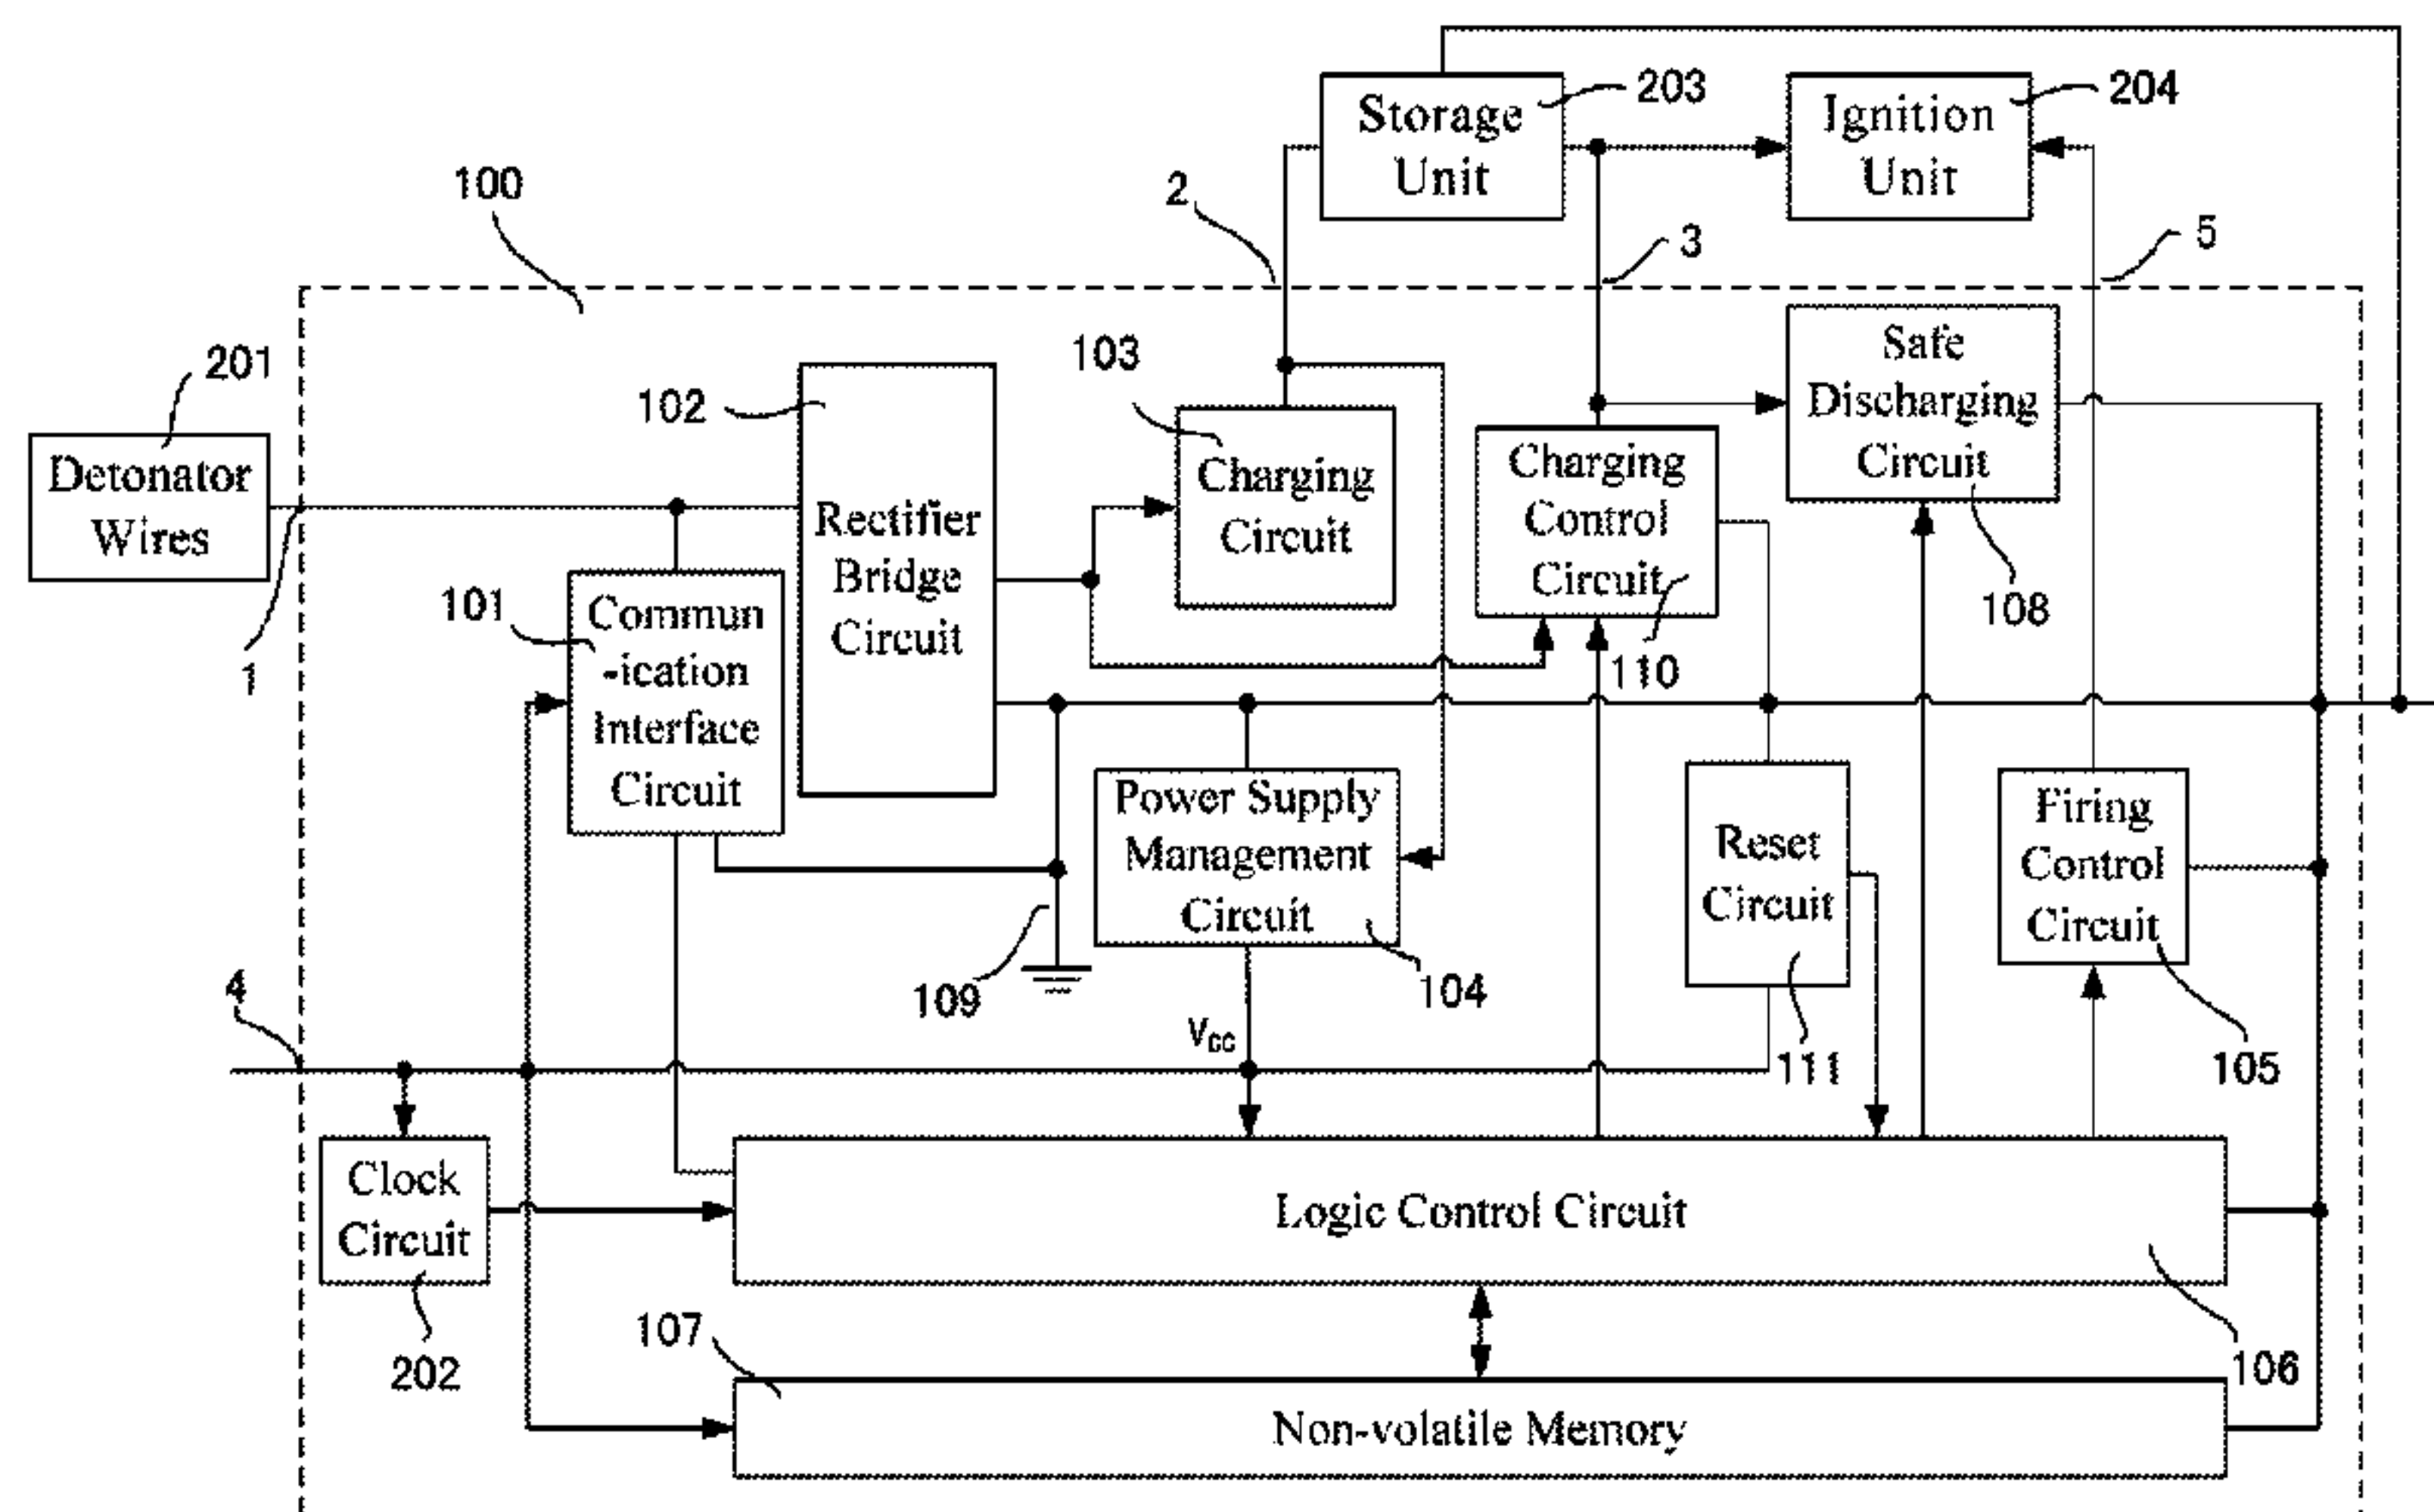 Storage
Unit
203
Ignition
Unit
204
100
2
3
5
201
Detonator
Wires
1
102
Rectifier
Bridge
Circuit
103
Charging
Circuit
Charging
Control
Circuit
110
Safe
Discharging
Circuit
108
101
Commun
-ication
Interface
Circuit
109
Power Supply
Management
Circuit
104
Reset
Circuit
111
Firing
Control
Circuit
105
4
Vcc
Clock
Circuit
202
Logic Control Circuit
106
107
Non-volatile Memory